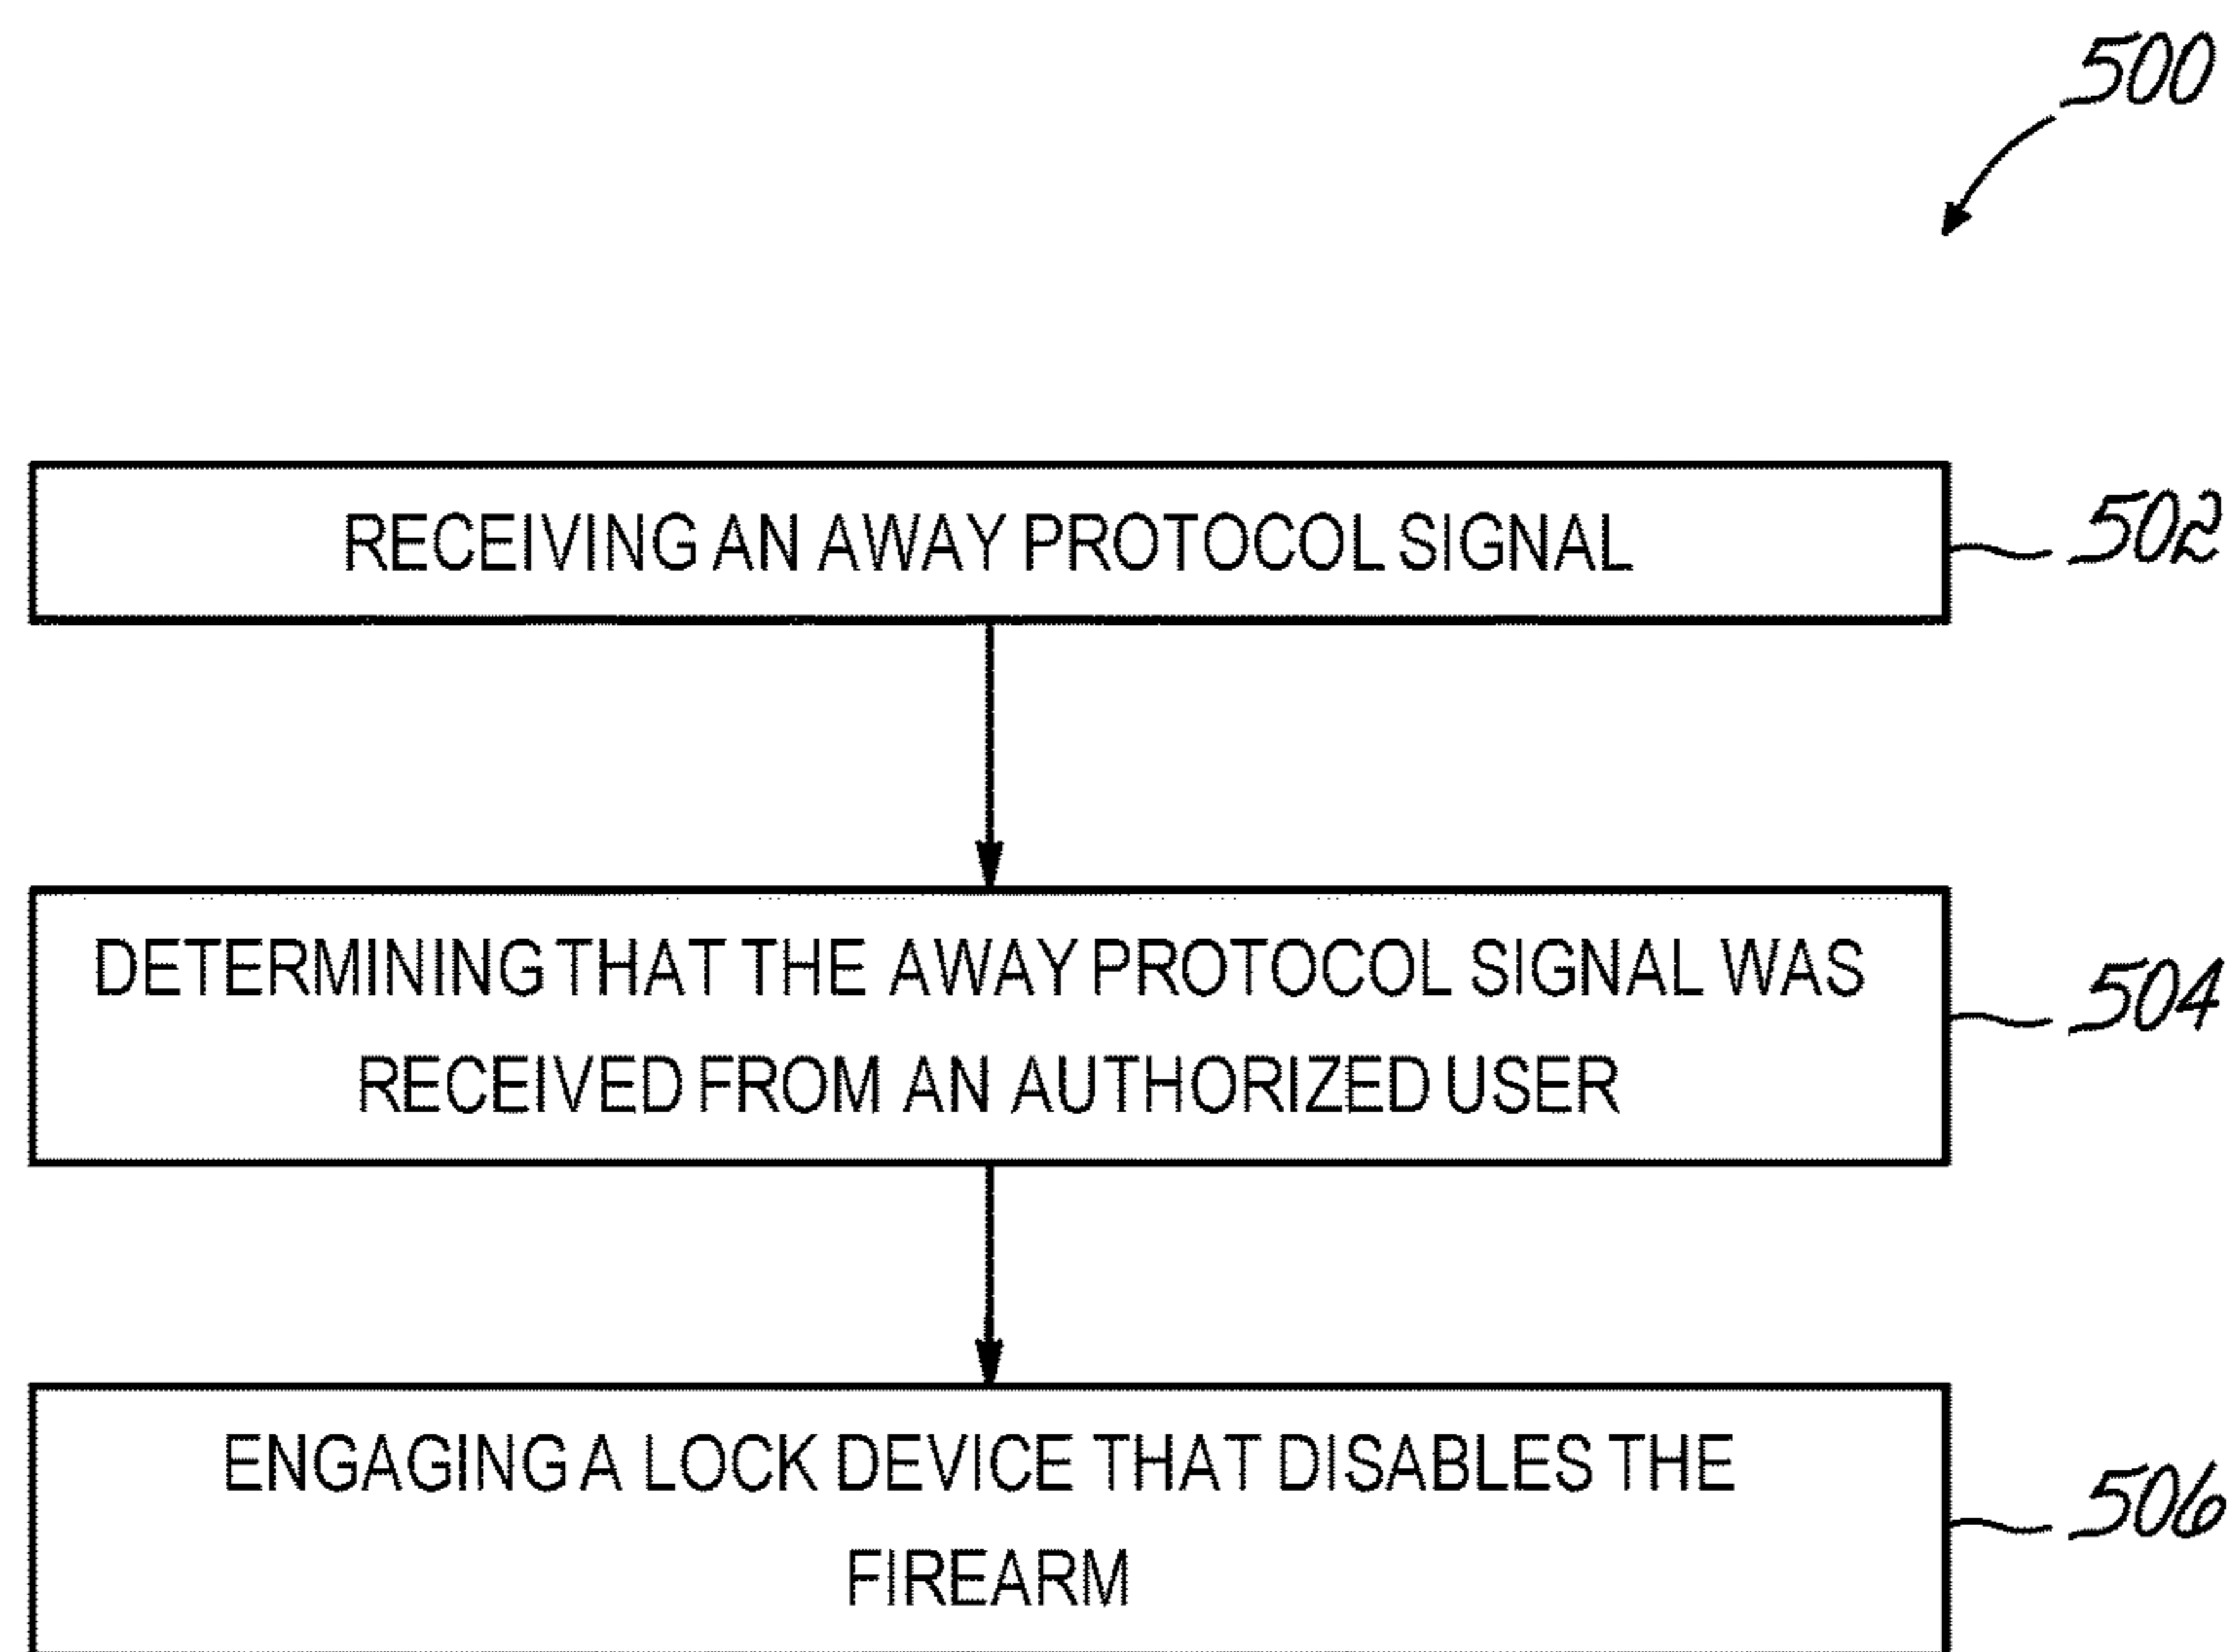 500
RECEIVING AN AWAY PROTOCOL SIGNAL
502
DETERMINING THAT THE AWAY PROTOCOL SIGNAL WAS
RECEIVED FROM AN AUTHORIZED USER
504
ENGAGING A LOCK DEVICE THAT DISABLES THE
FIREARM
506